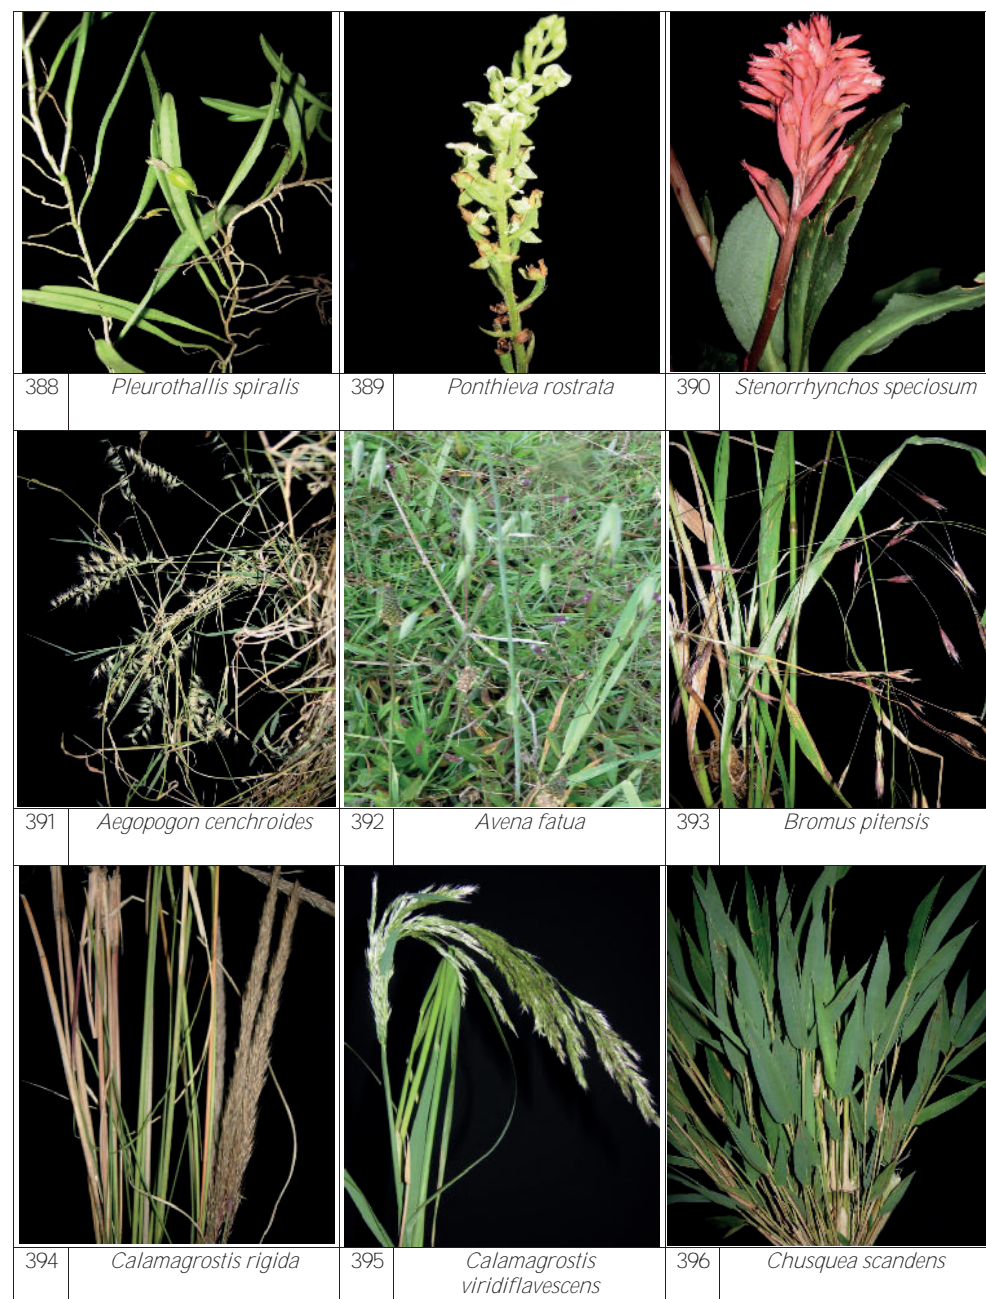 388 Pleurothallis spiralis 389 Ponthieva rostrata 390 Stenorrhynchos speciosum
391 Aegopogon cenchroides 392 Avena fatua 393 Bromus pitensis
394 Calamagrostis rigida 395 Calamagrostis 396 Chusquea scandens
viridiflavescens